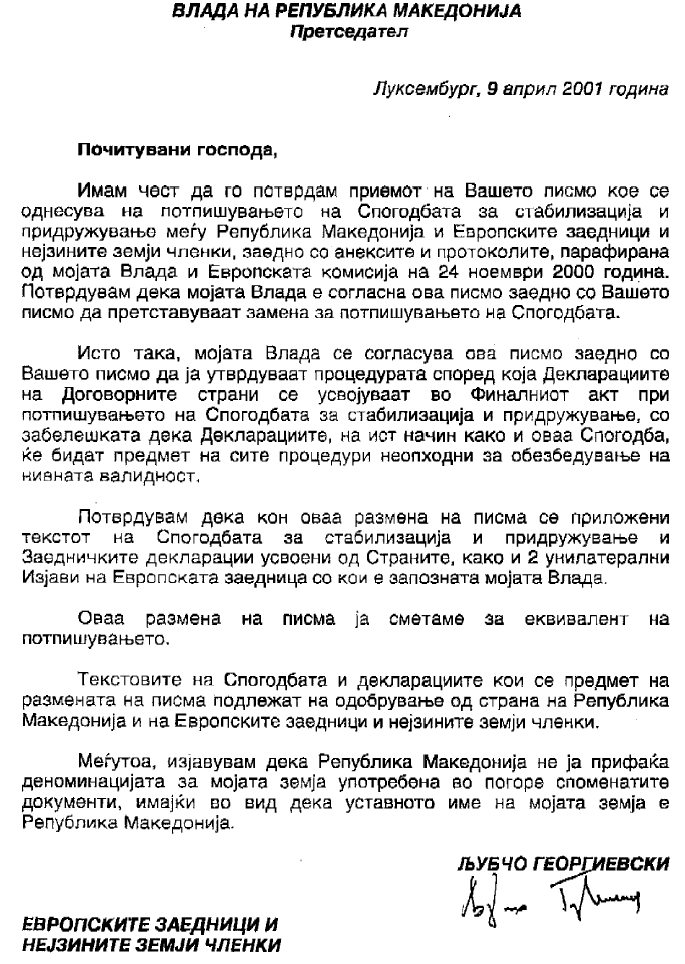 ВЛАДА НА РЕПУБЛИКА МАКЕДОНИЈА
Претседател
Луксембург, 9 април 2001 година
Почитувани господа,
Имам чест да го потврдам приемот на Вашето писмо кое се
однесува на потпишувањето на Спогодбата за стабилизација и
придружување меѓу Република Македонија и Европските заедници и
нејзините земји членки, заедно со анексите и протоколите, парафирана
од мојата Влада и Европската комисија на 24 ноември 2000 година.
Потврдувам дека мојата Влада е согласна ова писмо заедно со Вашето
писмо да претставуваат замена за потпишувањето на Спогодбата.
Исто така, мојата Влада се согласува ова писмо заедно со
Вашето писмо да ја утврдуваат процедурата според која Декларациите
на Договорните страни се усвојуваат во Финалниот акт при
потпишувањето на Спогодбата за стабилизација и придружување, со
забелешката дека Декларациите, на ист начин како и оваа Спогодба,
ќе бидат предмет на сите процедури неопходни за обезбедување на
нивната валидност.
Потврдувам дека кон оваа размена на писма се приложени
текстот на Спогодбата за стабилизација и придружување и
Заедничките декларации усвоени од Страните, како и 2 унилатерални
Изјави на Европската заедница со кои е запозната мојата Влада.
Оваа размена на писма ја сметаме за еквивалент на
потпишувањето.
Текстовите на Спогодбата и декларациите кои се предмет на
размената на писма подлежат на одобрување од страна на Република
Македонија и на Европските заедници и нејзините земји членки.
Меѓутоа, изјавувам дека Република Македонија не ја прифаќа
деноминацијата за мојата земја употребена во погоре споменатите
документи, имајќи во вид дека уставното име на мојата земја е
Република Македонија.
ЉУБЧО ГЕОРГИЕВСКИ
ЕВРОПСКИТЕ ЗАЕДНИЦИ И
НЕЈЗИНИТЕ ЗЕМЈИ ЧЛЕНКИ